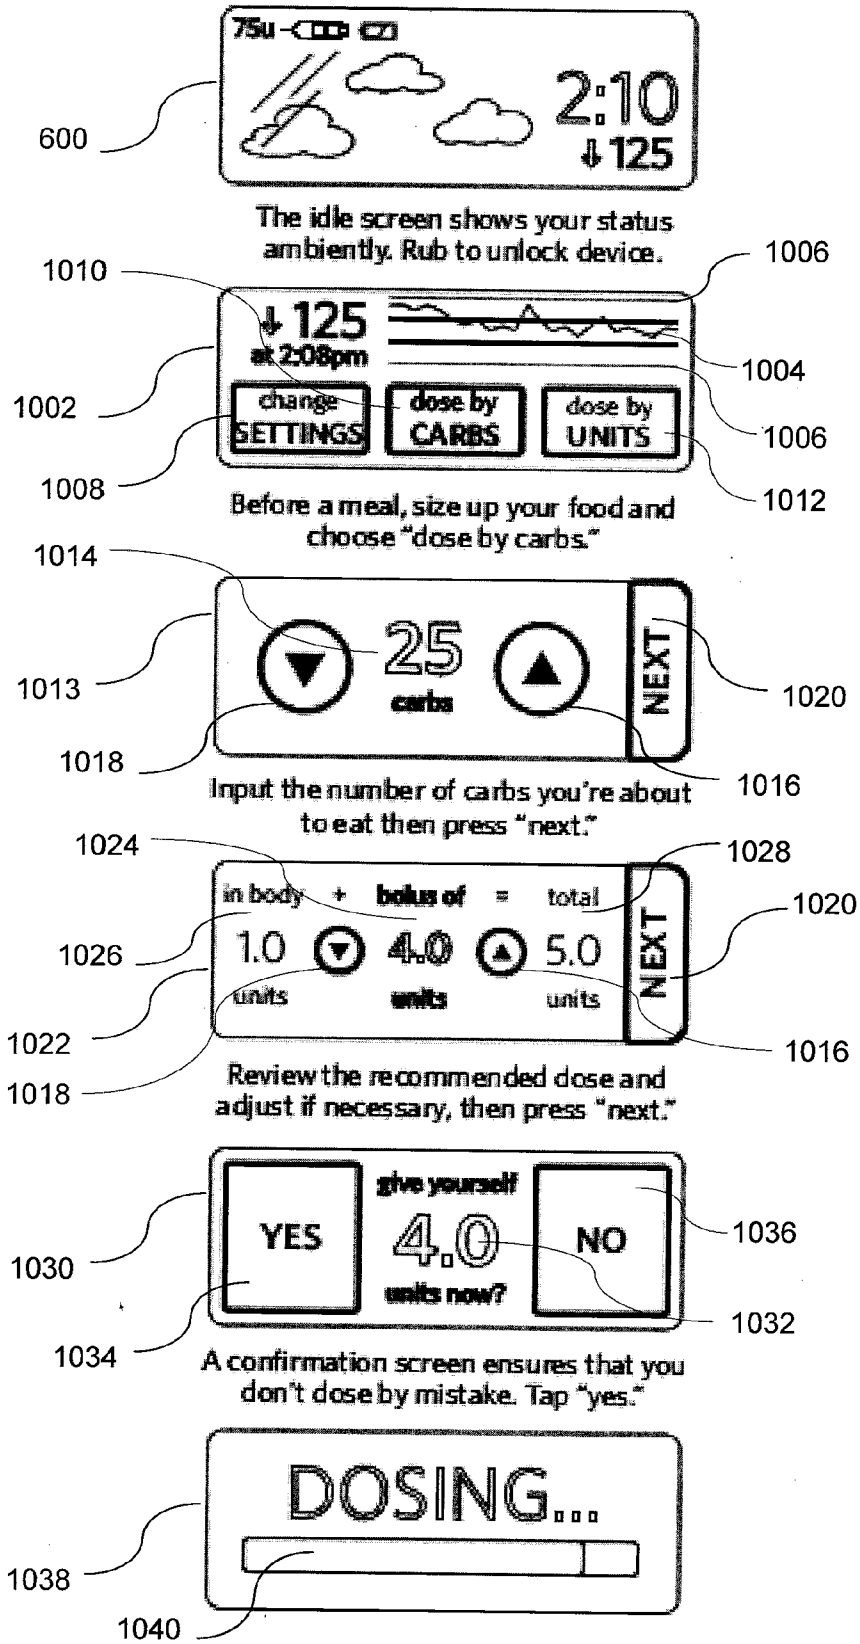 75u
2:10
600
125
The idle screen shows your status
ambiently. Rub to unlock device.
1010
1006
125
at 2:08pm
1004
1002
change
SETTINGS
dose by
CARBS
dose by
UNITS
1006
1008
1012
Before a meal, size up your food and
choose "dose by carbs."
1014
25
carbs
NEXT
1013
1020
1018
1016
Input the number of carbs you're about
to eat then press "next."
1024
1028
in body + bolus of = total
1020
1026
1.0 4.0 5.0
NEXT
units units units
1022
1016
1018
Review the recommended dose and
adjust if necessary, then press "next."
give yourself
YES
4.0
NO
1036
1030
units now?
1032
1034
A confirmation screen ensures that you
don't dose by mistake. Tap "yes."
DOSING...
1038
1040